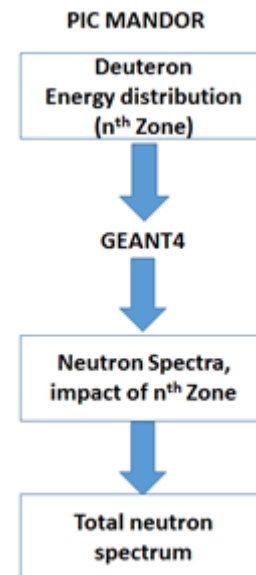 PIC MANDOR
Deuteron
Energy distribution
(nth Zone)
GEANT4
Neutron Spectra,
impact of nth Zone
Total neutron
spectrum